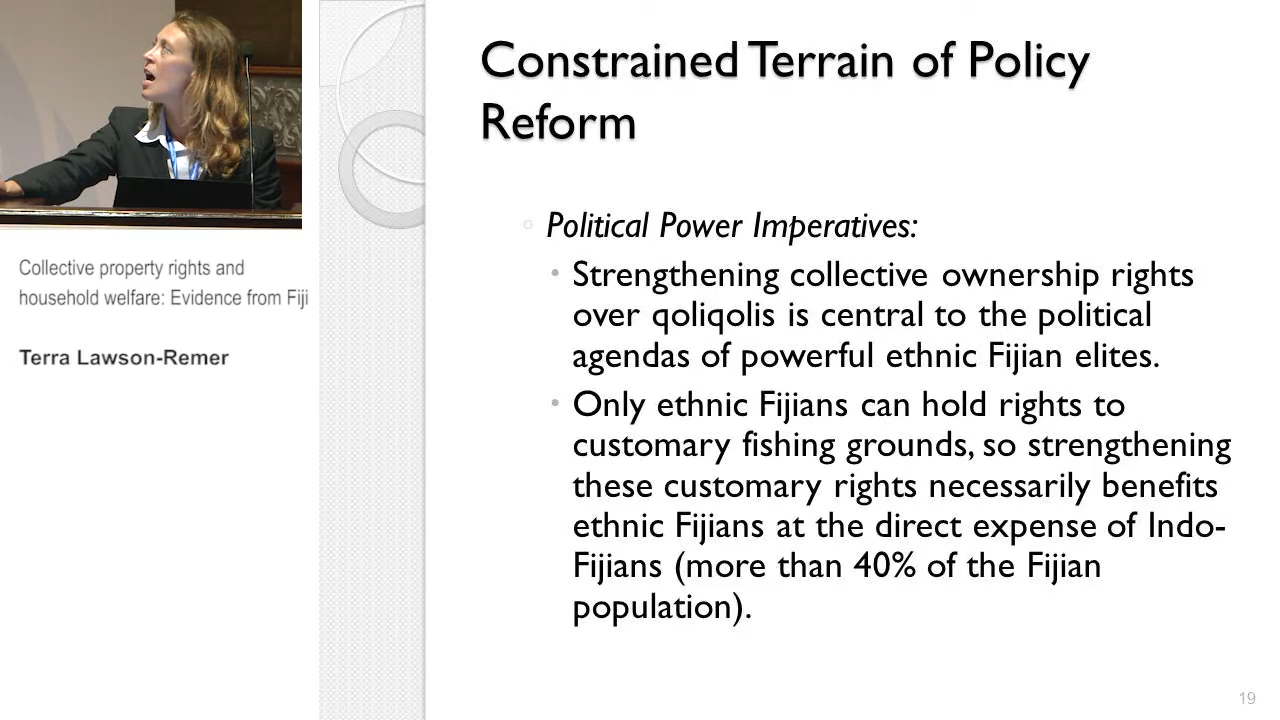 Constrained Terrain of Policy
Reform
Political Power Imperatives:
Strengthening collective ownership rights
over qoliqolis is central to the political
agendas of powerful ethnic Fijian elites.
Only ethnic Fijians can hold rights to
customary fishing grounds, so strengthening
these customary rights necessarily benefits
ethnic Fijians at the direct expense of Indo-
Fijians (more than 40% of the Fijian
population).
Collective property rights and
household welfare: Evidence from Fiji
Terra Lawson-Remer
19